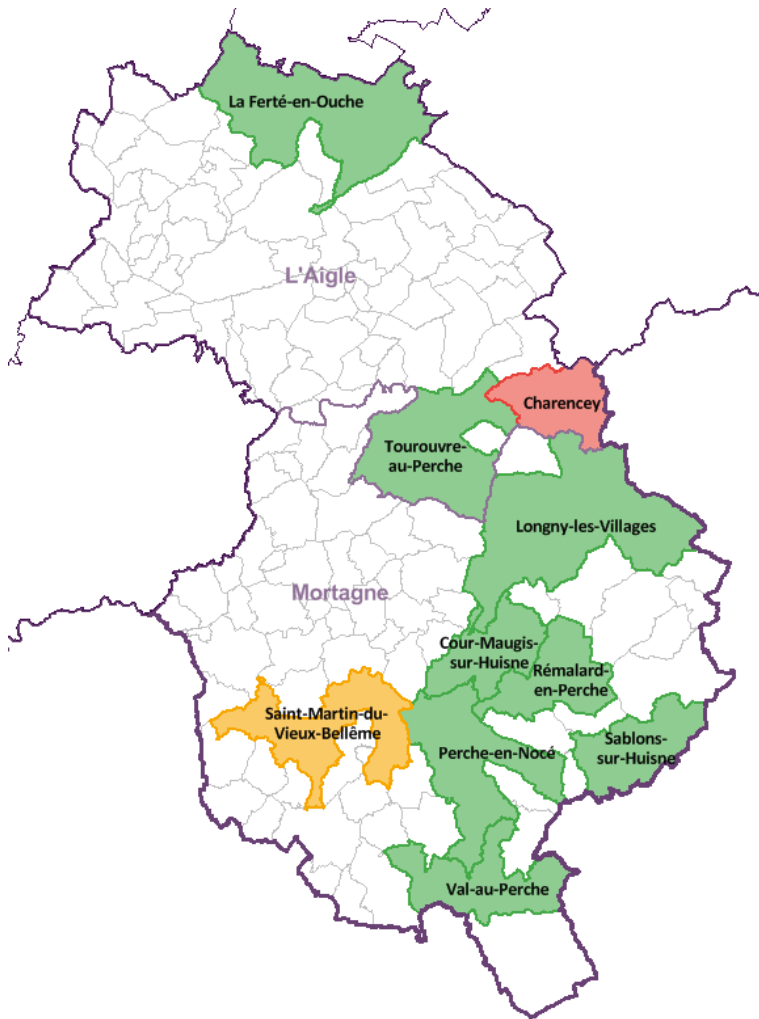 La Ferté-en-Ouche
L'Aigle
Charencey
Tourouvre-
au-Perche
Longny-les-Villages
Mortagne
Cour-Maugis-
sur-Huisne
Rémalard-
en-Perche
Saint-Martin-du-
Vieux-Bellême
Perche-en-Nocé
Sablons-
sur-Huisne
Val-au-Perche